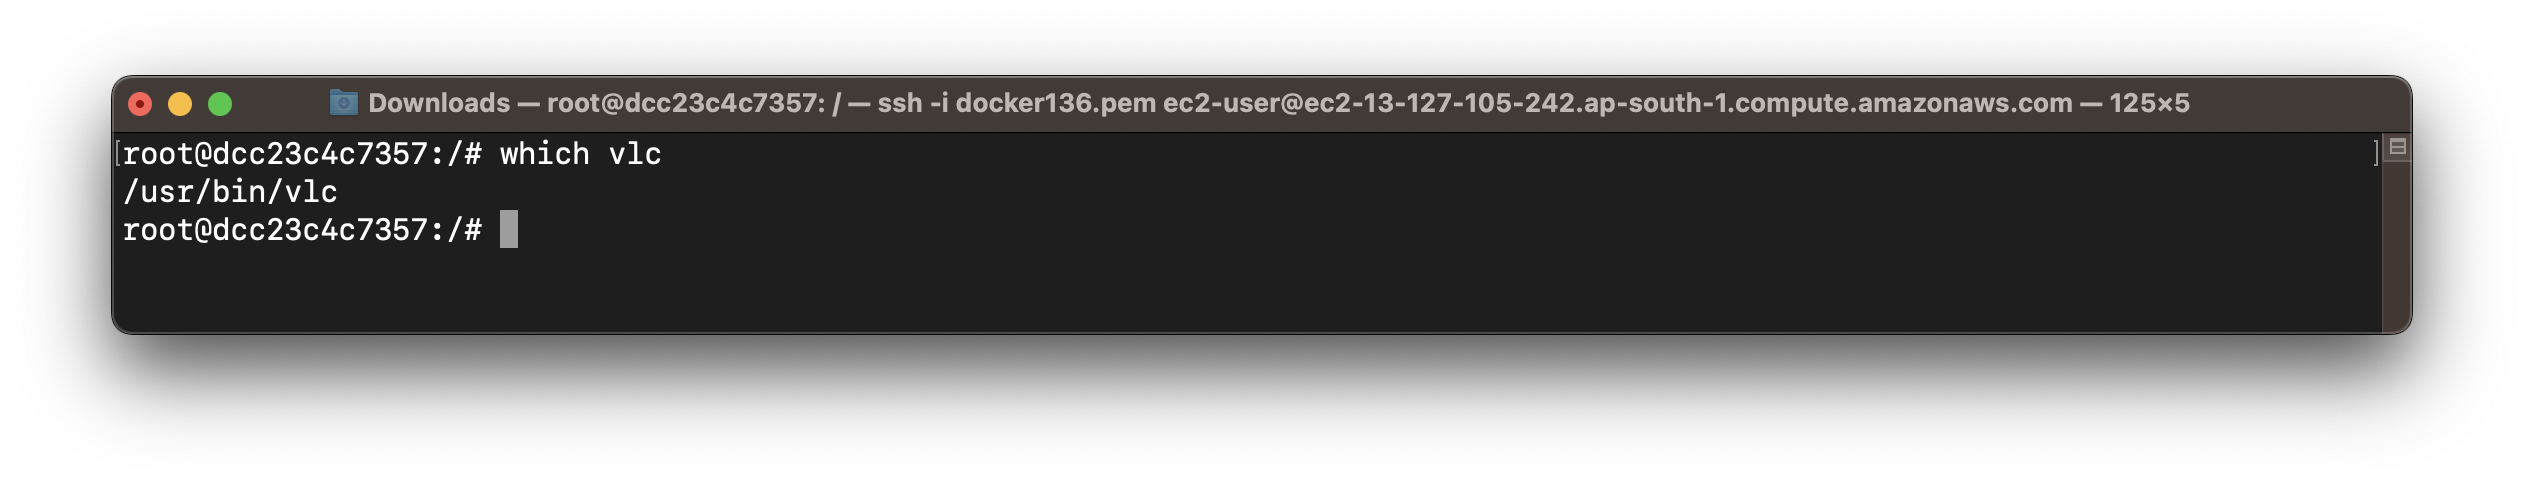 Downloads — root@dcc23c4c7357: / — ssh -i docker136.pem ec2-user@ec2-13-127-105-242.ap-south-1.compute.amazonaws.com — 125×5
[root@dcc23c4c7357:/# which vlc ]
/usr/bin/vlc
root@dcc23c4c7357:/#